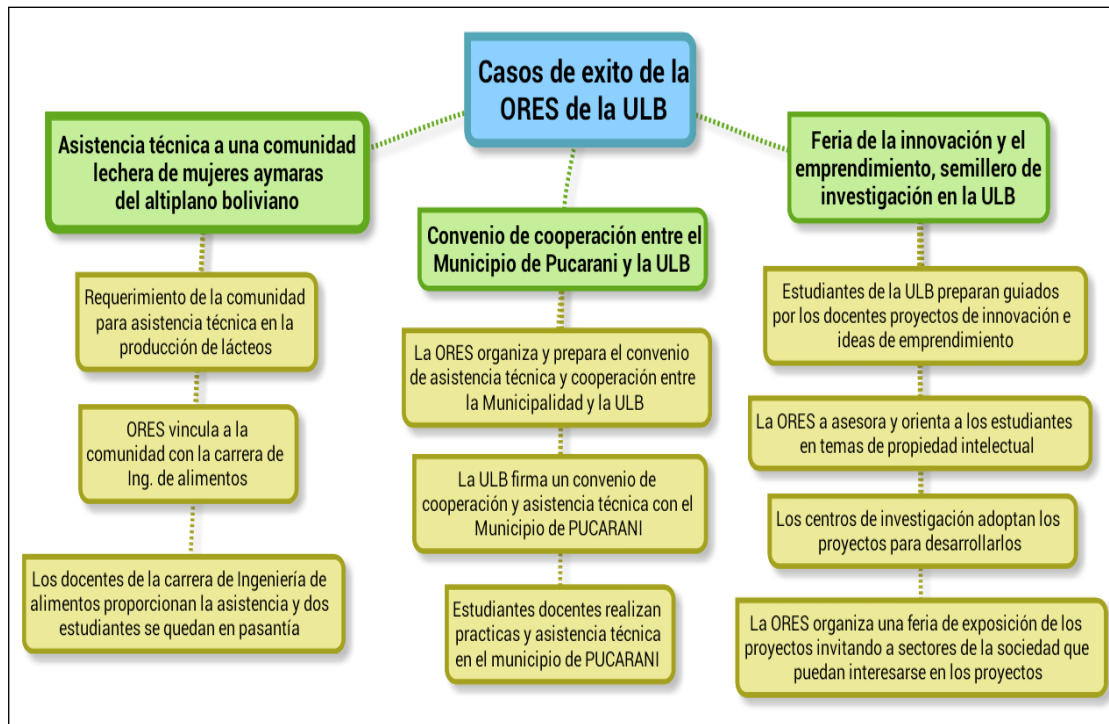 Casos de exito de la
ORES de la ULB
Asistencia técnica a una comunidad
lechera de mujeres aymaras
del altiplano boliviano
Requerimiento de la comunidad
para asistencia técnica en la
producción de lácteos
ORES vincula a la
comunidad con la carrera de
Ing. de alimentos
Los docentes de la carrera de Ingeniería de
alimentos proporcionan la asistencia y dos
estudiantes se quedan en pasantía
Convenio de cooperación entre el
Municipio de Pucarani y la ULB
La ORES organiza y prepara el convenio
de asistencia técnica y cooperación entre
la Municipalidad y la ULB
La ULB firma un convenio de
cooperación y asistencia técnica con el
Municipio de PUCARANI
Estudiantes docentes realizan
practicas y asistencia técnica
en el municipio de PUCARANI
Feria de la innovación y el
emprendimiento, semillero de
investigación en la ULB
Estudiantes de la ULB preparan guiados
por los docentes proyectos de innovación e
ideas de emprendimiento
La ORES a asesora y orienta a los estudiantes
en temas de propiedad intelectual
Los centros de investigación adoptan los
proyectos para desarrollarlos
La ORES organiza una feria de exposición de los
proyectos invitando a sectores de la sociedad que
puedan interesarse en los proyectos